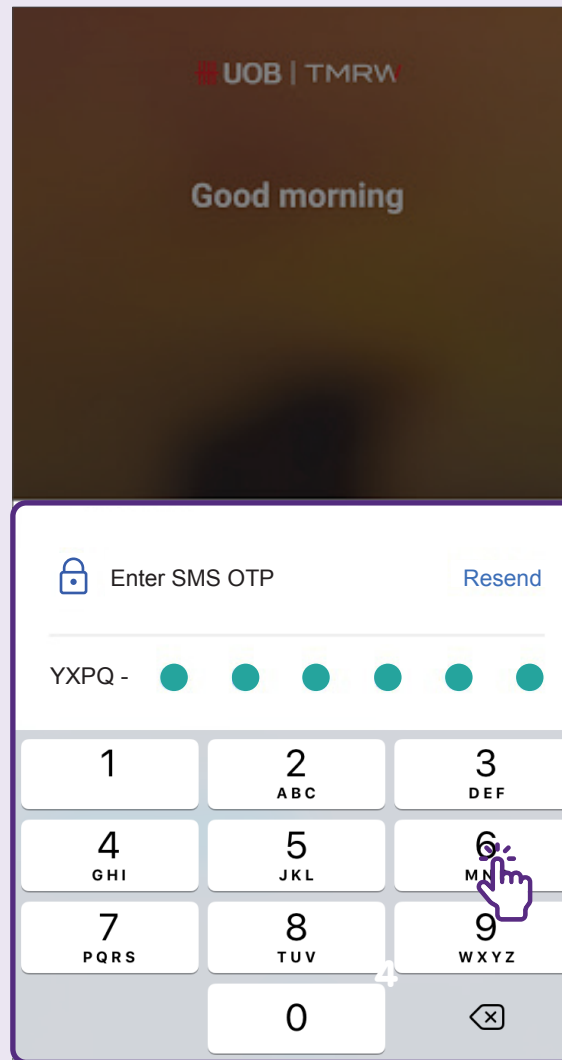 UOB | TMRW
Good morning
Enter SMS OTP Resend
YXPQ -
1 2 3
ABC DEF
4 5 6
GHI JKL MN
7 8 9
PQRS TUV WXYZ
4
0